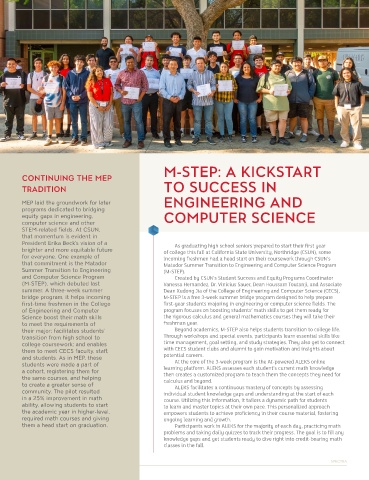 CONTINUING THE MEP
TRADITION
MEP laid the groundwork for later
programs dedicated to bridging
equity gaps in engineering,
computer science and other
STEM-related fields. At CSUN,
that momentum is evident in
President Erika Beck's vision of a
brighter and more equitable future
for everyone. One example of
that commitment is the Matador
Summer Transition to Engineering
and Computer Science Program
(M-STEP), which debuted last
summer. A three-week summer
bridge program, it helps incoming
first-time freshmen in the College
of Engineering and Computer
Science boost their math skills
to meet the requirements of
their major; facilitates students'
transition from high school to
college coursework; and enables
them to meet CECS faculty, staff
and students. As in MEP, these
students were made a part of
a cohort, registering them for
the same courses, and helping
to create a greater sense of
community. The pilot resulted
in a 25% improvement in math
ability, allowing students to start
the academic year in higher-level,
required math courses and giving
them a head start on graduation.
M-STEP: A KICKSTART
TO SUCCESS IN
ENGINEERING AND
COMPUTER SCIENCE
As graduating high school seniors prepared to start their first year
of college this fall at California State University, Northridge (CSUN), some
incoming freshmen had a head start on their coursework through CSUN's
Matador Summer Transition to Engineering and Computer Science Program
(M-STEP).
Created by CSUN's Student Success and Equity Programs Coordinator
Vanessa Hernandez, Dr. Vinicius Sauer, Dean Houssam Toutanji, and Associate
Dean Xudong Jia of the College of Engineering and Computer Science (CECS),
M-STEP is a free 3-week summer bridge program designed to help prepare
first-year students majoring in engineering or computer science fields. The
program focuses on boosting students' math skills to get them ready for
the rigorous calculus and general mathematics courses they will take their
freshman year.
Beyond academics, M-STEP also helps students transition to college life
through workshops and special events, participants learn essential skills like
time management, goal setting, and study strategies. They also get to connect
with CECS student clubs and alumni to gain motivation and insights about
potential careers.
At the core of the 3-week program is the AI-powered ALEKS online
learning platform. ALEKS assesses each student's current math knowledge
then creates a customized program to teach them the concepts they need for
calculus and beyond.
ALEKS facilitates a continuous mastery of concepts by assessing
individual student knowledge gaps and understanding at the start of each
course. Utilizing this information, it tailors a dynamic path for students
to learn and master topics at their own pace. This personalized approach
empowers students to achieve proficiency in their course material, fostering
ongoing learning and growth.
Participants work in ALEKS for the majority of each day, practicing math
problems and taking daily quizzes to track their progress. The goal is to fill any
knowledge gaps and get students ready to dive right into credit-bearing math
classes in the fall.